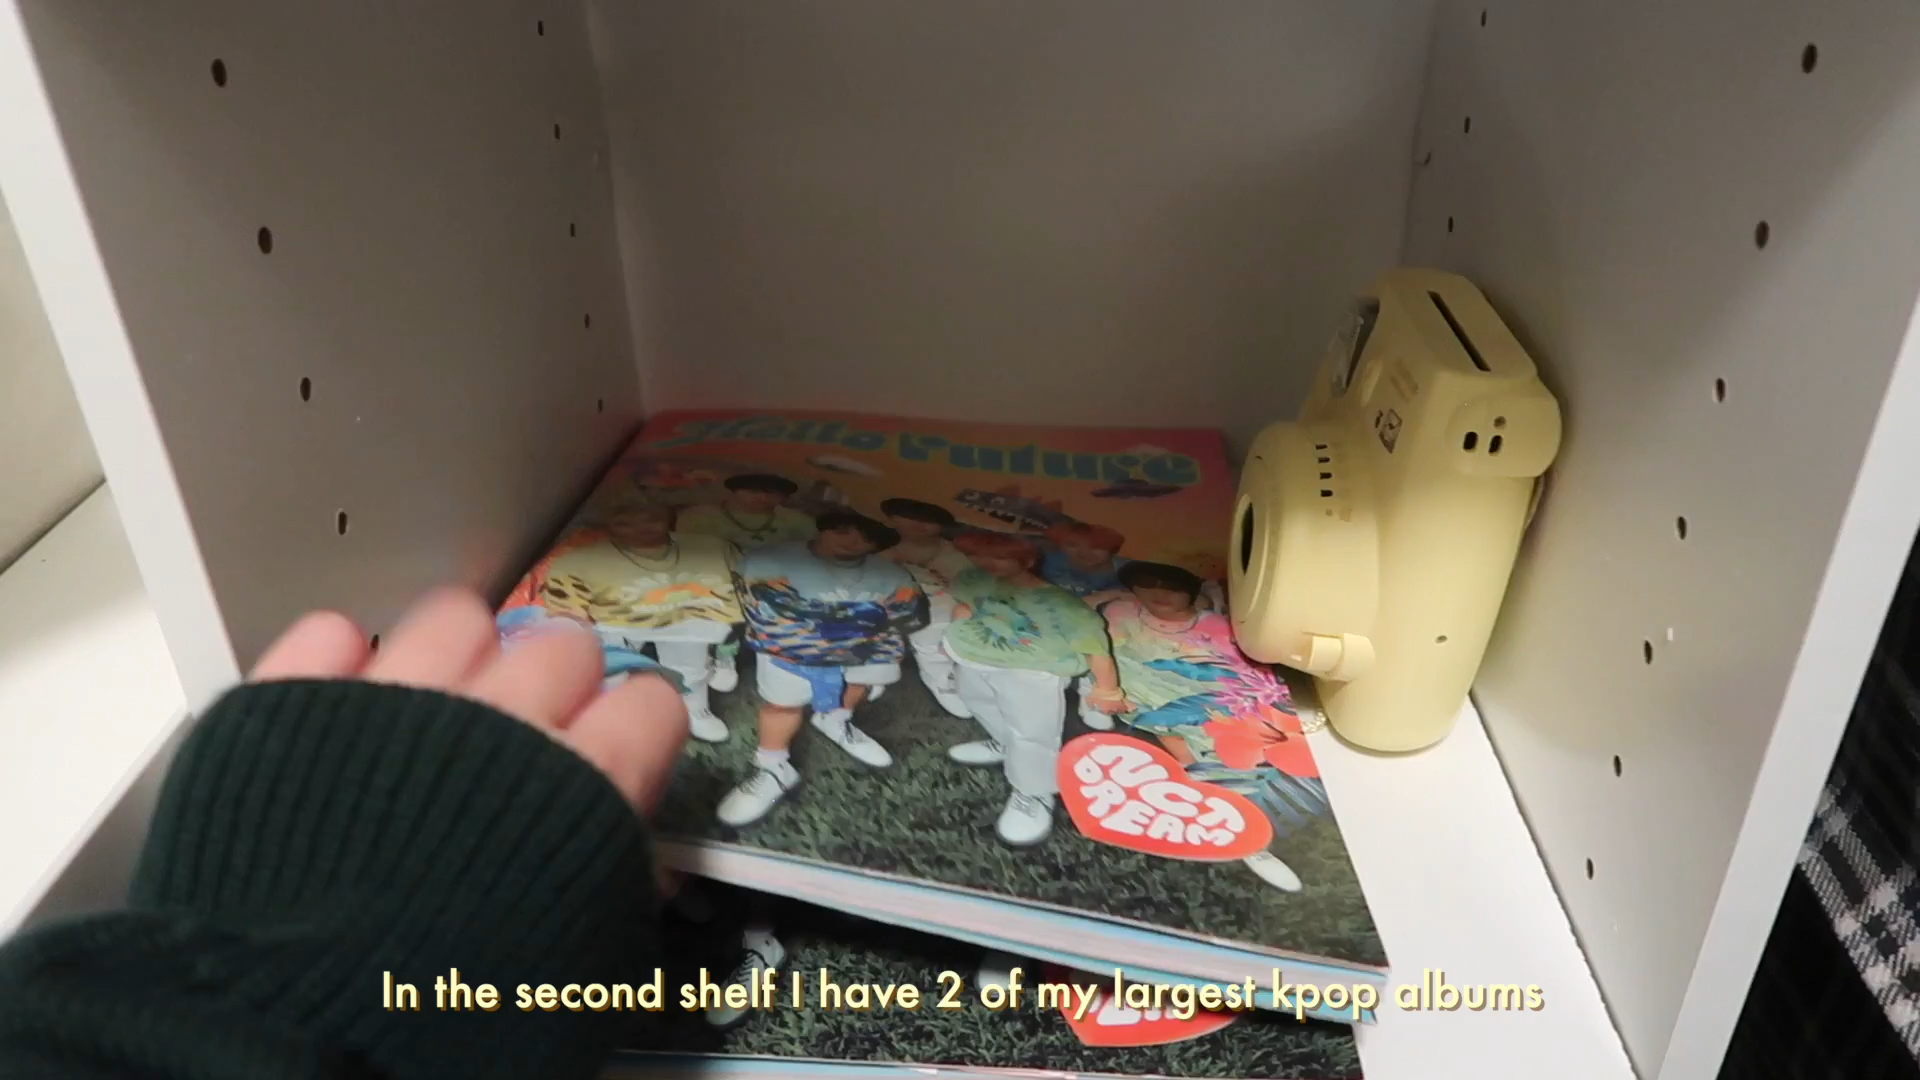 Hello Future
NCT
DREAM
In the second shelf I have 2 of my largest kpop albums